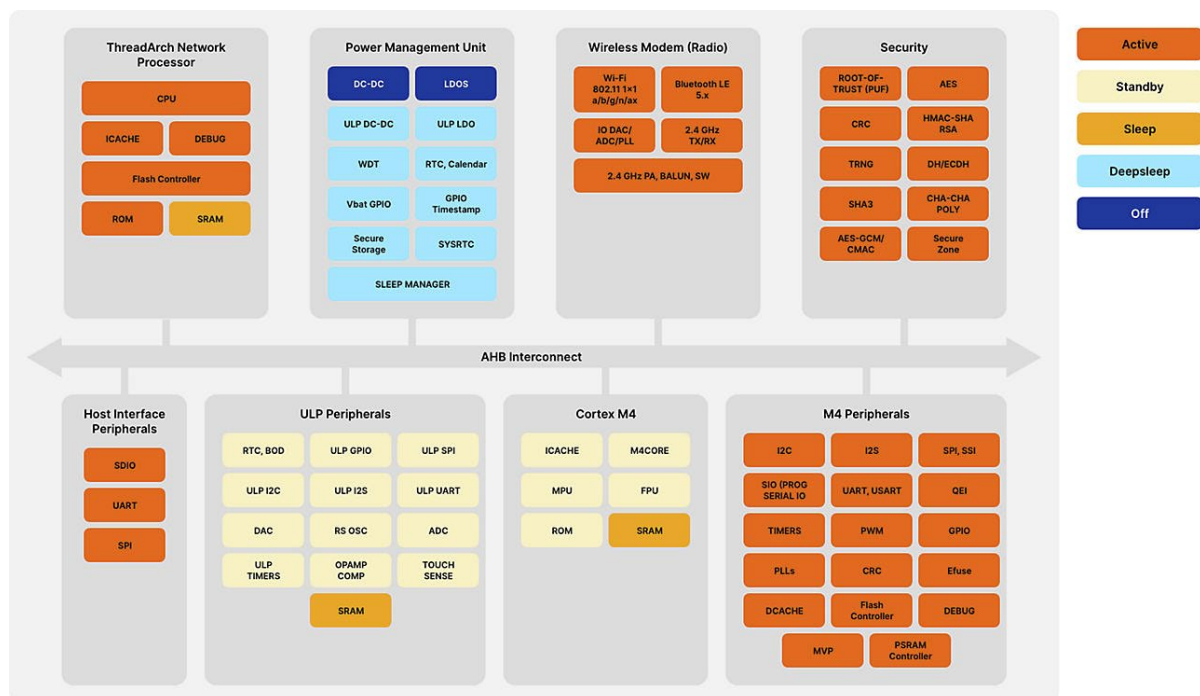 ThreadArch Network
Processor
CPU
ICACHE
DEBUG
Flash Controller
ROM
SRAM
Power Management Unit
DC-DC
LDOS
ULP DC-DC
ULP LDO
WDT
RTC, Calendar
Vbat GPIO
GPIO
Timestamp
Secure
Storage
SYSRTC
SLEEP MANAGER
Wireless Modem (Radio)
Wi-Fi
802.11 1×1
a/b/g/n/ax
Bluetooth LE
5.x
IO DAC/
ADC/PLL
2.4 GHz
TX/RX
2.4 GHz PA, BALUN, SW
Security
ROOT-OF-
TRUST (PUF)
AES
CRC
HMAC-SHA
RSA
TRNG
DH/ECDH
SHA3
CHA-CHA
POLY
AES-GCM/
CMAC
Secure
Zone
Active
Standby
Sleep
Deepsleep
Off
AHB Interconnect
Host Interface
Peripherals
SDIO
UART
SPI
ULP Peripherals
RTC, BOD
ULP GPIO
ULP SPI
ULP I2C
ULP I2S
ULP UART
DAC
RS OSC
ADC
ULP
TIMERS
OPAMP
COMP
TOUCH
SENSE
SRAM
Cortex M4
ICACHE
M4CORE
MPU
FPU
ROM
SRAM
M4 Peripherals
I2C
I2S
SPI, SSI
SIO (PROG
SERIAL IO
UART, USART
QEI
TIMERS
PWM
GPIO
PLLs
CRC
Efuse
DCACHE
Flash
Controller
DEBUG
MVP
PSRAM
Controller